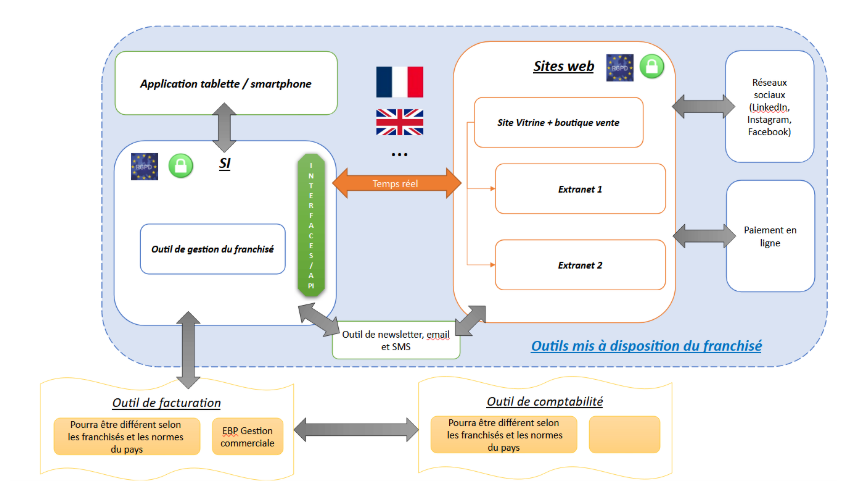 Application tablette / smartphone
...
Sites web
RGPD
Réseaux
sociaux
(LinkedIn,
Instagram,
Facebook)
Site Vitrine + boutique vente
RGPD
SI
INTERFACES/API
Temps réel
Extranet 1
Outil de gestion du franchisé
Paiement en
ligne
Extranet 2
Outil de newsletter, email
et SMS
Outils mis à disposition du franchisé
Outil de facturation
Pourra être différent selon
les franchisés et les normes
du pays
EBP Gestion
commerciale
Outil de comptabilité
Pourra être différent selon
les franchisés et les normes
du pays